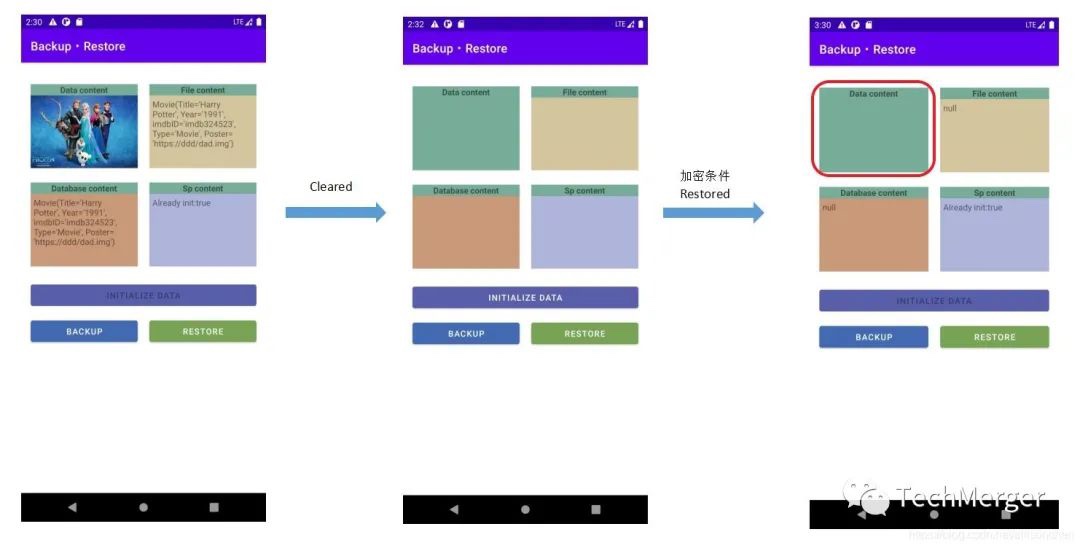 2:30
LTE
Backup・Restore
Data content
File content
Movie(Title='Harry
Potter', Year='1991',
imdbID='imdb324523',
Type='Movie', Poster=
'https://ddd/dad.img')
FROZEN
Database content
Sp content
Movie(Title='Harry
Potter', Year='1991',
imdbID='imdb324523',
Type='Movie', Poster=
'https://ddd/dad.img')
Already init:true
INITIALIZE DATA
BACKUP
RESTORE
Cleared
2:32
LTE
Backup・Restore
Data content
File content
Database content
Sp content
INITIALIZE DATA
BACKUP
RESTORE
加密条件
Restored
3:30
LTE
Backup・Restore
Data content
File content
null
Database content
Sp content
null
Already init:true
INITIALIZE DATA
BACKUP
RESTORE
TechMerger